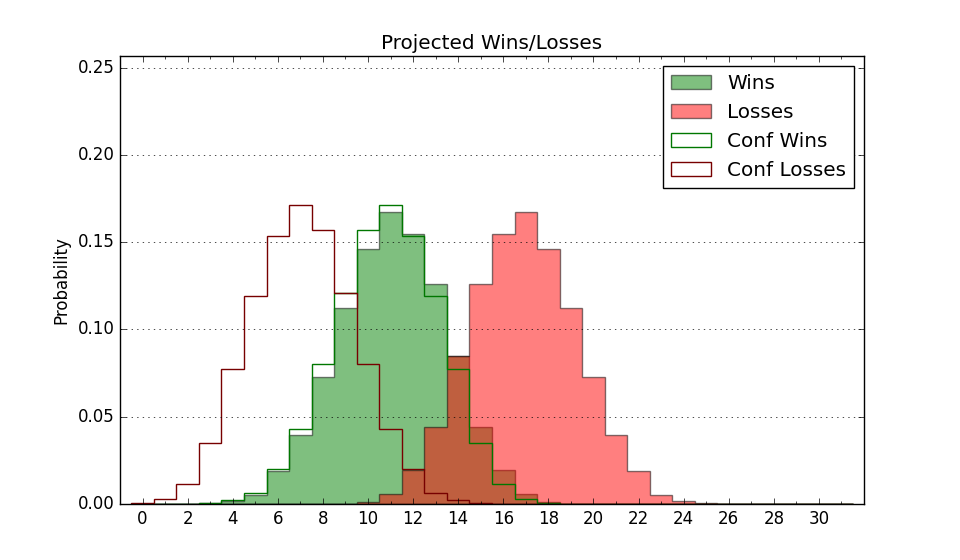 Projected Wins/Losses
0.25
0.20
0.15
0.10
0.05
0.00
Probability
Wins
Losses
Conf Wins
Conf Losses
0 2 4 6 8 10 12 14 16 18 20 22 24 26 28 30